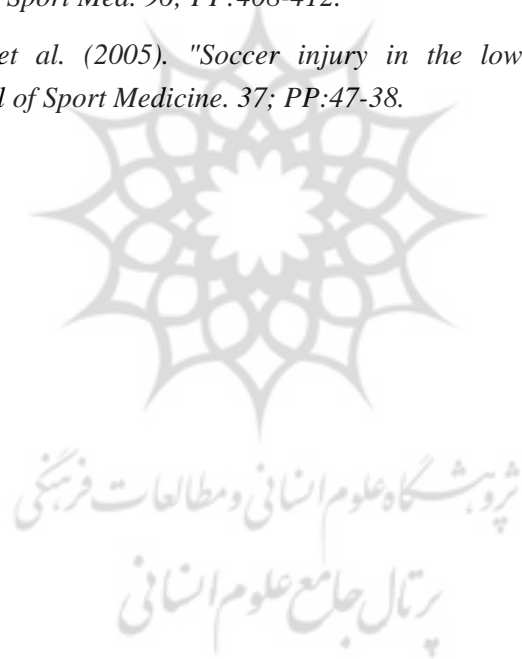 Sport Med. 96; PP:408-412.
et al. (2005). "Soccer injury in the low
l of Sport Medicine. 37; PP:47-38.
پژوهشگاه علوم انسانی و مطالعات فرهنگی
پرتال جامع علوم انسانی